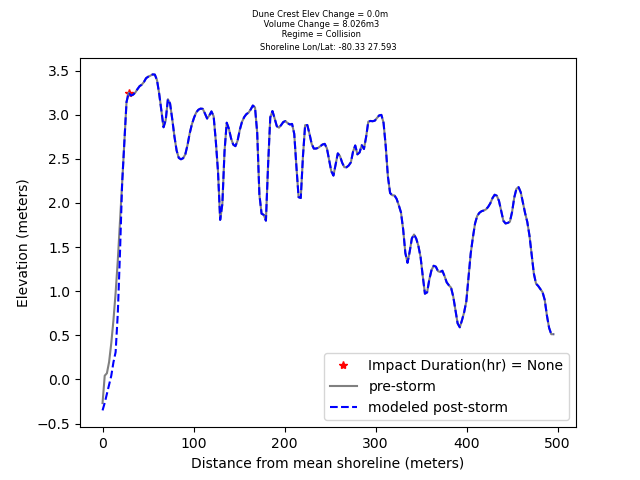 Dune Crest Elev Change = 0.0m
Volume Change = 8.026m3
Regime = Collision
Shoreline Lon/Lat: -80.33 27.593
3.5
3.0
2.5
2.0
1.5
1.0
0.5
0.0
−0.5
Elevation (meters)
Impact Duration(hr) = None
pre-storm
modeled post-storm
0 100 200 300 400 500
Distance from mean shoreline (meters)